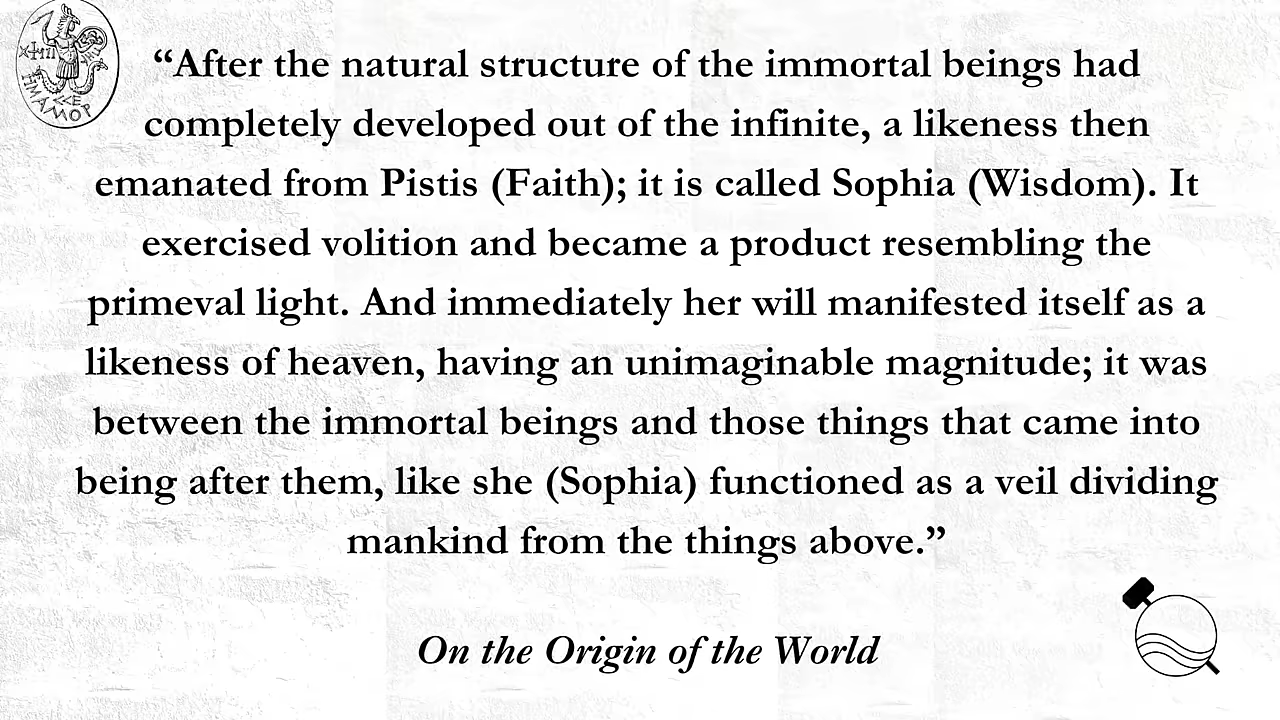 “After the natural structure of the immortal beings had
completely developed out of the infinite, a likeness then
emanated from Pistis (Faith); it is called Sophia (Wisdom). It
exercised volition and became a product resembling the
primeval light. And immediately her will manifested itself as a
likeness of heaven, having an unimaginable magnitude; it was
between the immortal beings and those things that came into
being after them, like she (Sophia) functioned as a veil dividing
mankind from the things above.”
On the Origin of the World